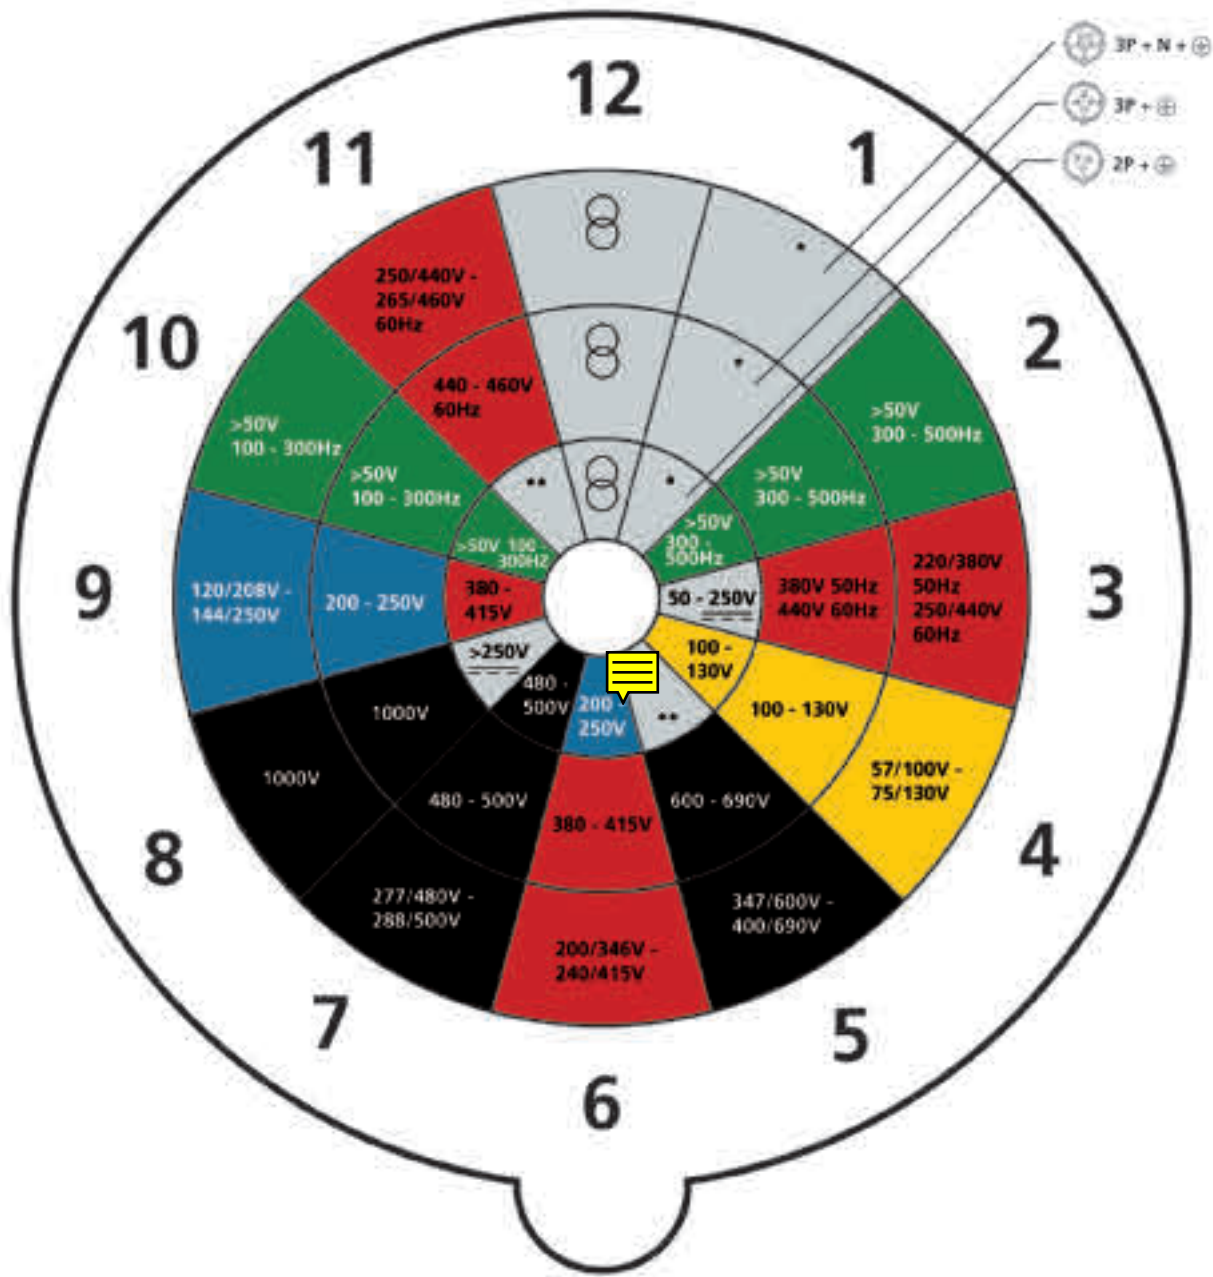 3P + N +
3P +
2P +
12
1
2
3
4
5
6
7
8
9
10
11
250/440V -
265/460V
60Hz
440 - 460V
60Hz
>50V
300 - 500Hz
>50V
300 - 500Hz
>50V
300 -
500Hz
220/380V
50Hz
250/440V
60Hz
380V 50Hz
440V 60Hz
50 - 250V
57/100V -
75/130V
100 - 130V
100 -
130V
347/600V -
400/690V
600 - 690V
200/346V -
240/415V
380 - 415V
200 -
250V
277/480V -
288/500V
480 - 500V
480 -
500V
1000V
1000V
>250V
120/208V -
144/250V
200 - 250V
380 -
415V
>50V
100 - 300Hz
>50V
100 - 300Hz
>50V 100 -
300Hz